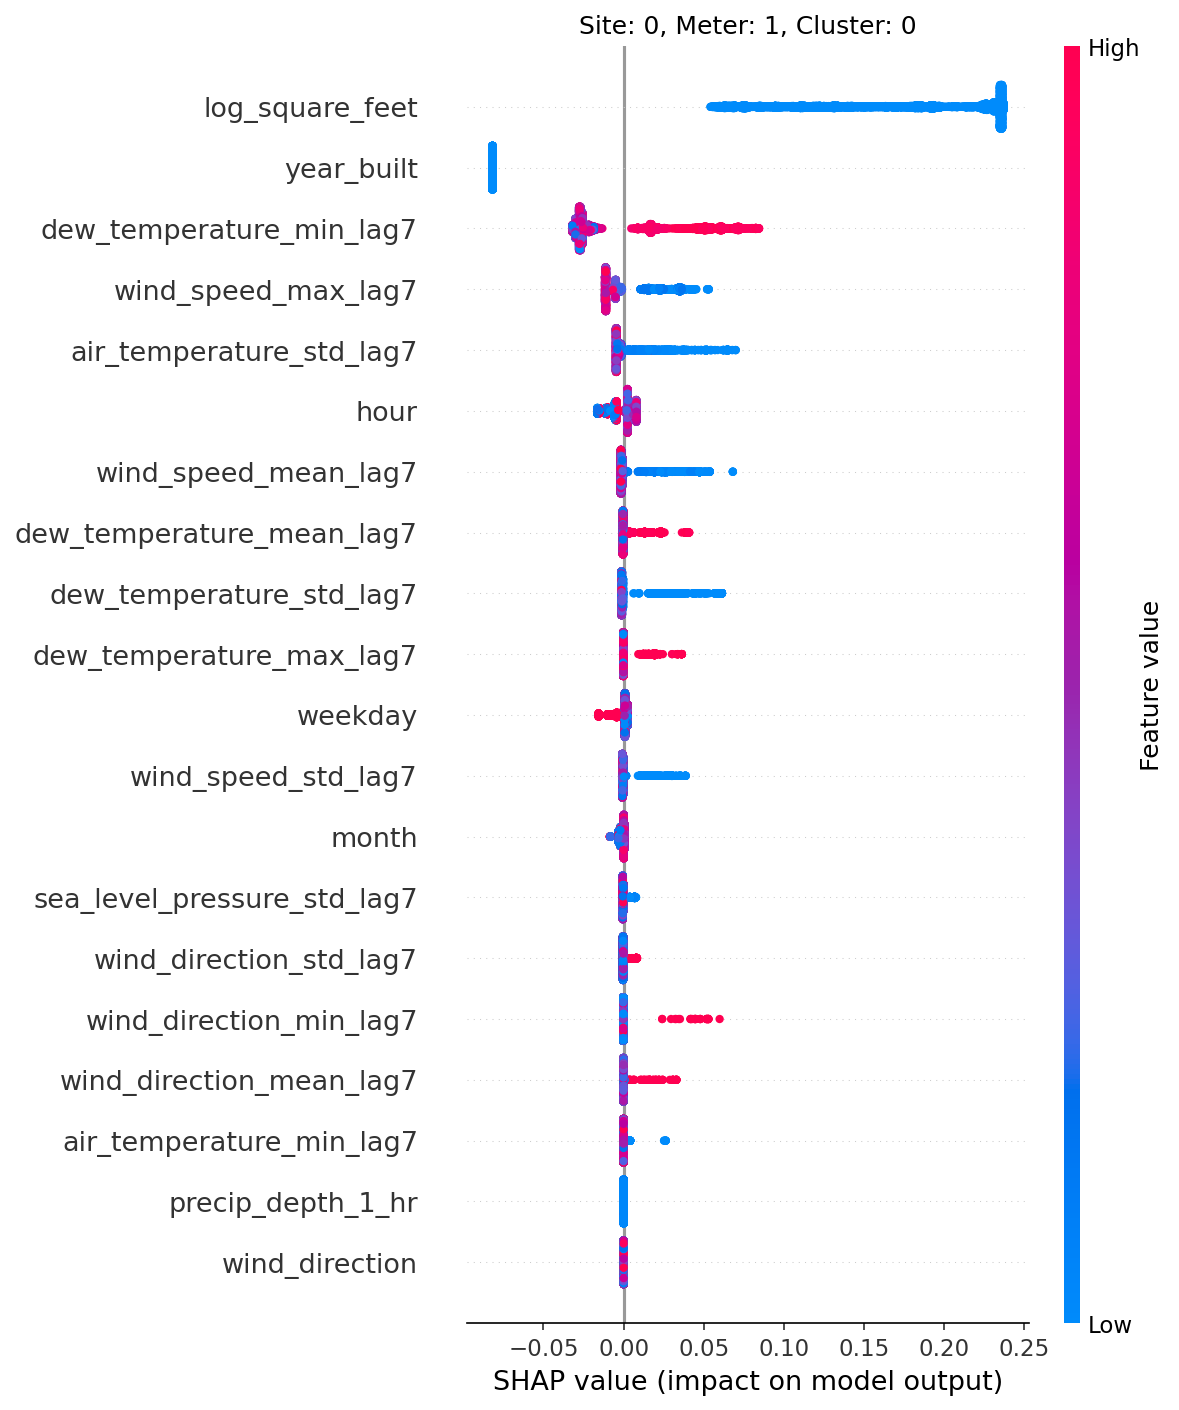 Site: 0, Meter: 1, Cluster: 0
High
log_square_feet
year_built
dew_temperature_min_lag7
wind_speed_max_lag7
air_temperature_std_lag7
hour
wind_speed_mean_lag7
dew_temperature_mean_lag7
dew_temperature_std_lag7
dew_temperature_max_lag7
weekday
wind_speed_std_lag7
month
sea_level_pressure_std_lag7
wind_direction_std_lag7
wind_direction_min_lag7
wind_direction_mean_lag7
air_temperature_min_lag7
precip_depth_1_hr
wind_direction
Feature value
Low
−0.05 0.00 0.05 0.10 0.15 0.20 0.25
SHAP value (impact on model output)